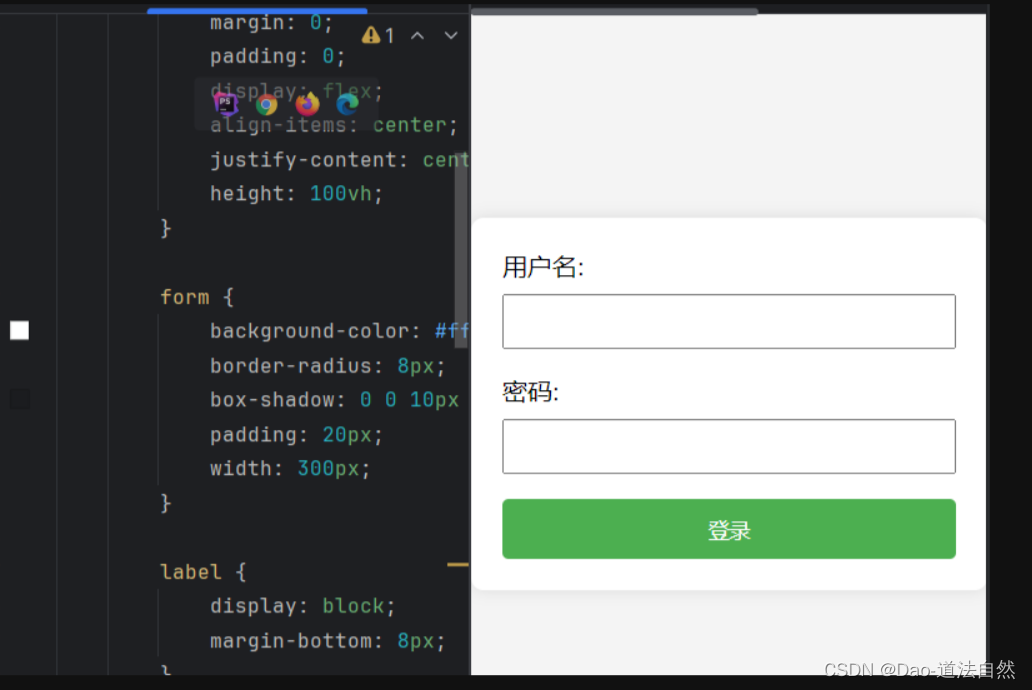 margin: 0;
1
padding: 0;
display: flex;
PS
align-items: center;
justify-content: cent
height: 100vh;
}
form {
background-color: #ff
border-radius: 8px;
box-shadow: 0 0 10px
padding: 20px;
width: 300px;
}
label {
display: block;
margin-bottom: 8px;
}
用户名:
密码:
登录
CSDN @Dao-道法自然